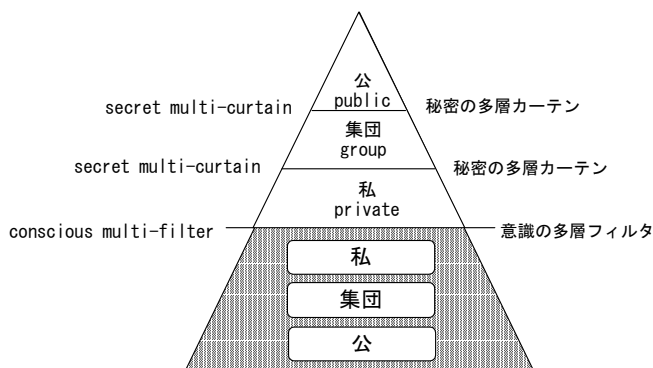 公
public
secret multi-curtain
秘密の多層カーテン
集団
group
secret multi-curtain
秘密の多層カーテン
私
private
conscious multi-filter
意識の多層フィルタ
私
集団
公